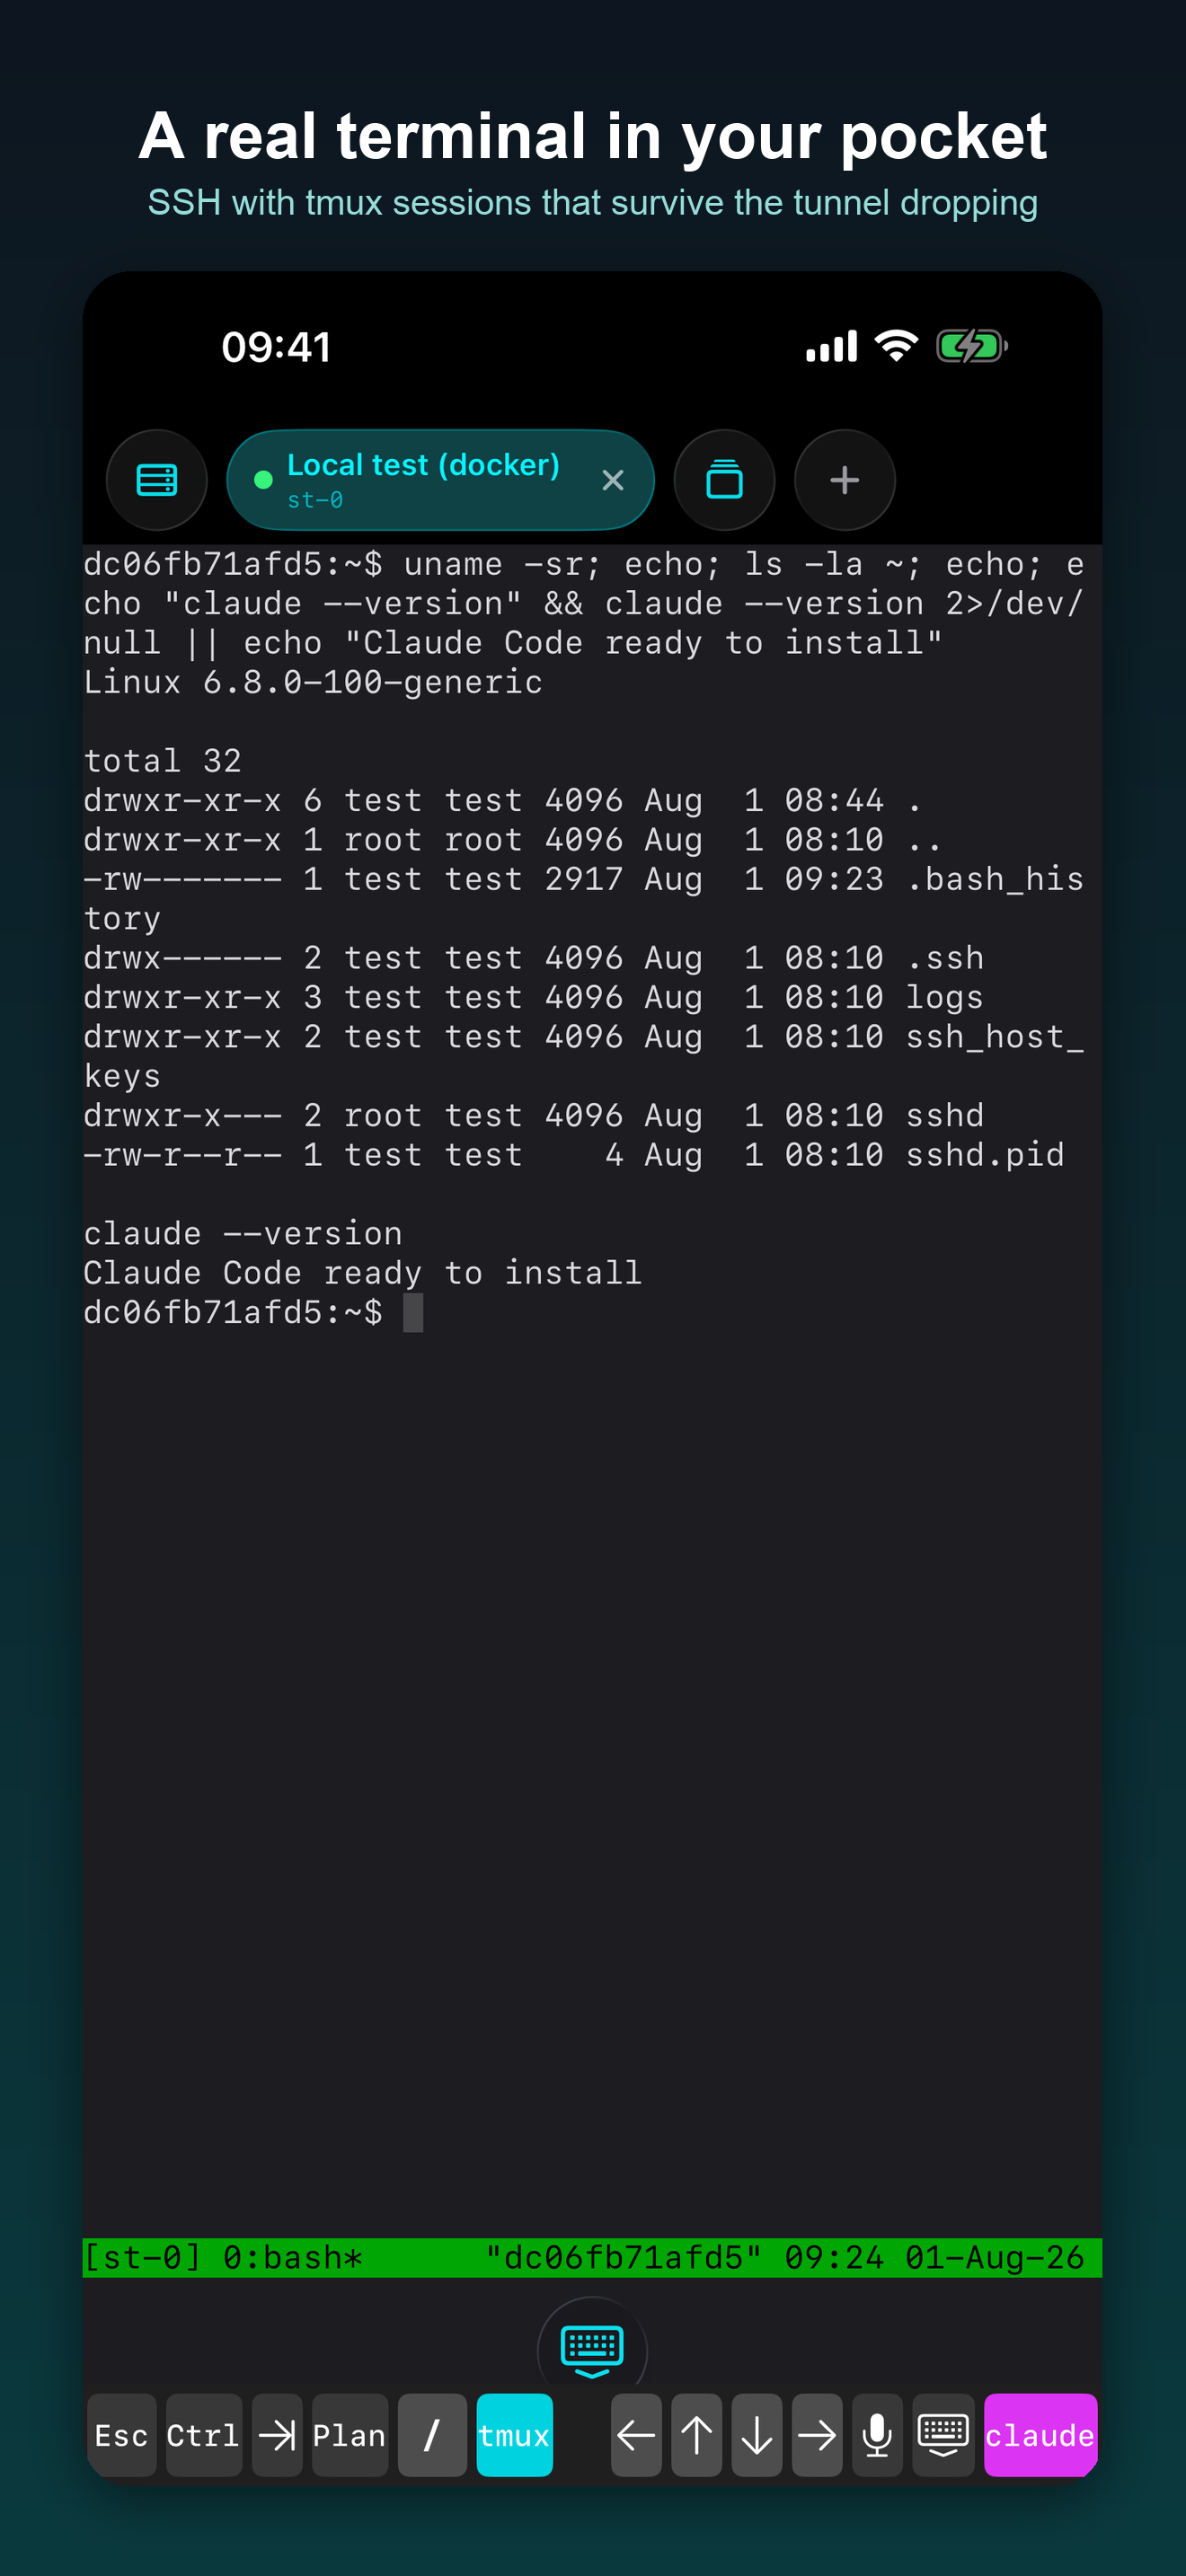 A real terminal in your pocket
SSH with tmux sessions that survive the tunnel dropping
09:41
Local test (docker)
st-0
dc06fb71afd5:~$ uname -sr; echo; ls -la ~; echo; e
cho "claude --version" && claude --version 2>/dev/
null || echo "Claude Code ready to install"
Linux 6.8.0-100-generic
total 32
drwxr-xr-x 6 test test 4096 Aug  1 08:44 .
drwxr-xr-x 1 root root 4096 Aug  1 08:10 ..
-rw------- 1 test test 2917 Aug  1 09:23 .bash_his
tory
drwx------ 2 test test 4096 Aug  1 08:10 .ssh
drwxr-xr-x 3 test test 4096 Aug  1 08:10 logs
drwxr-xr-x 2 test test 4096 Aug  1 08:10 ssh_host_
keys
drwxr-x--- 2 root test 4096 Aug  1 08:10 sshd
-rw-r--r-- 1 test test    4 Aug  1 08:10 sshd.pid
claude --version
Claude Code ready to install
dc06fb71afd5:~$
[st-0] 0:bash*      "dc06fb71afd5" 09:24 01-Aug-26
Esc Ctrl Plan / tmux claude